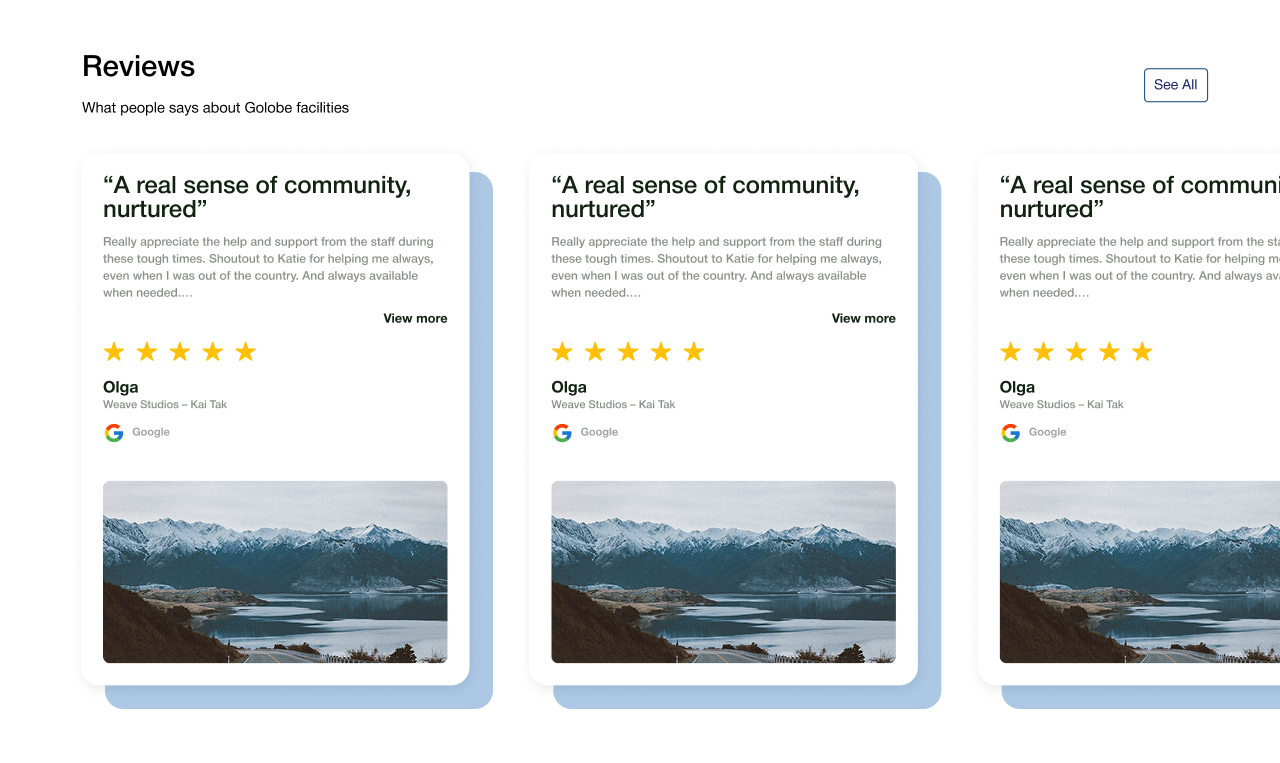 Reviews
What people says about Golobe facilities
See All
“A real sense of community,
nurtured”
Really appreciate the help and support from the staff during
these tough times. Shoutout to Katie for helping me always,
even when I was out of the country. And always available
when needed.…
View more
Olga
Weave Studios – Kai Tak
Google
“A real sense of community,
nurtured”
Really appreciate the help and support from the staff during
these tough times. Shoutout to Katie for helping me always,
even when I was out of the country. And always available
when needed.…
View more
Olga
Weave Studios – Kai Tak
Google
“A real sense of communi
nurtured”
Really appreciate the help and support from the sta
these tough times. Shoutout to Katie for helping me
even when I was out of the country. And always ava
when needed.…
Olga
Weave Studios – Kai Tak
Google